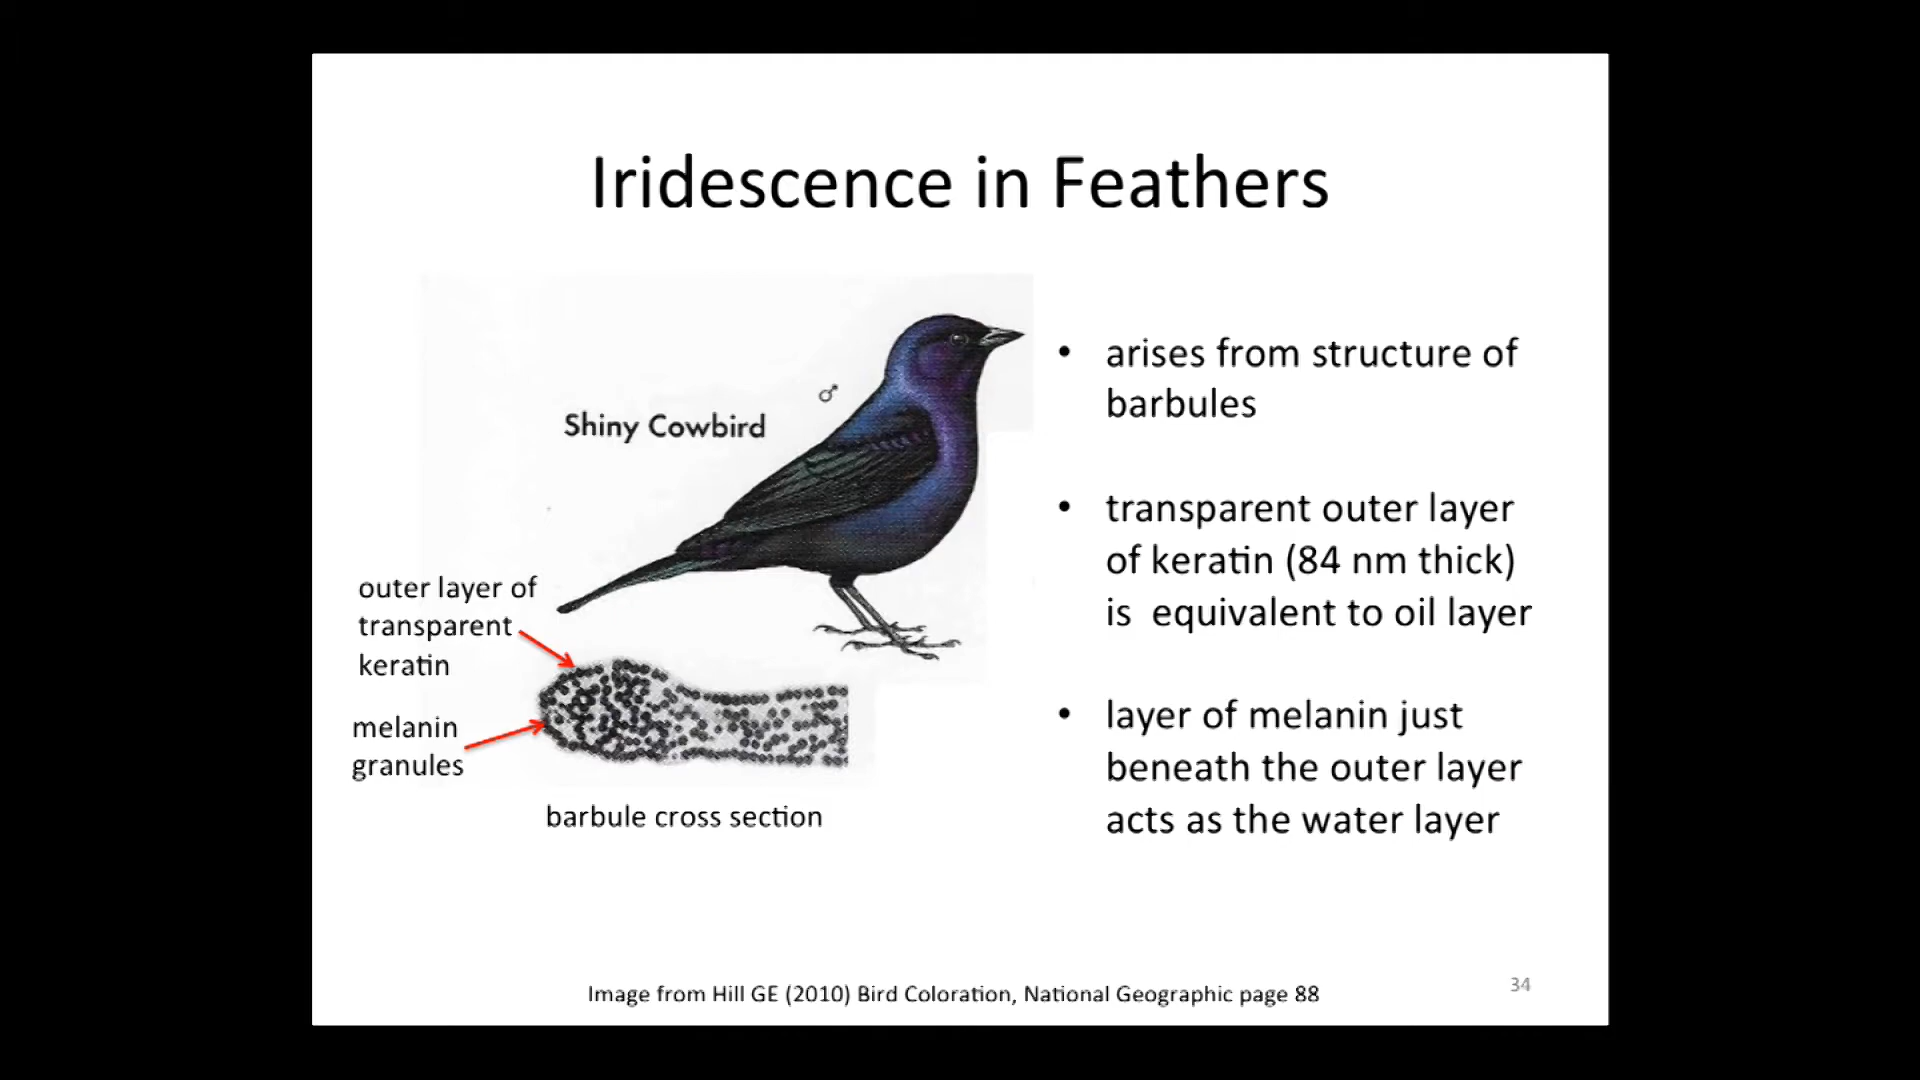 Iridescence in Feathers
♂
Shiny Cowbird
outer layer of
transparent
keratin
melanin
granules
barbule cross section
• arises from structure of
barbules
• transparent outer layer
of keratin (84 nm thick)
is equivalent to oil layer
• layer of melanin just
beneath the outer layer
acts as the water layer
Image from Hill GE (2010) Bird Coloration, National Geographic page 88
34